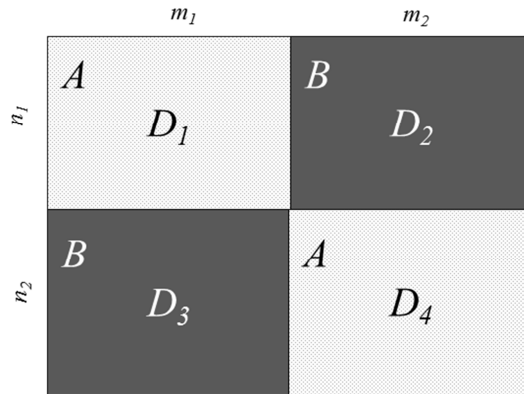 m₁ m₂
n₁
A B
D₁ D₂
n₂
B A
D₃ D₄